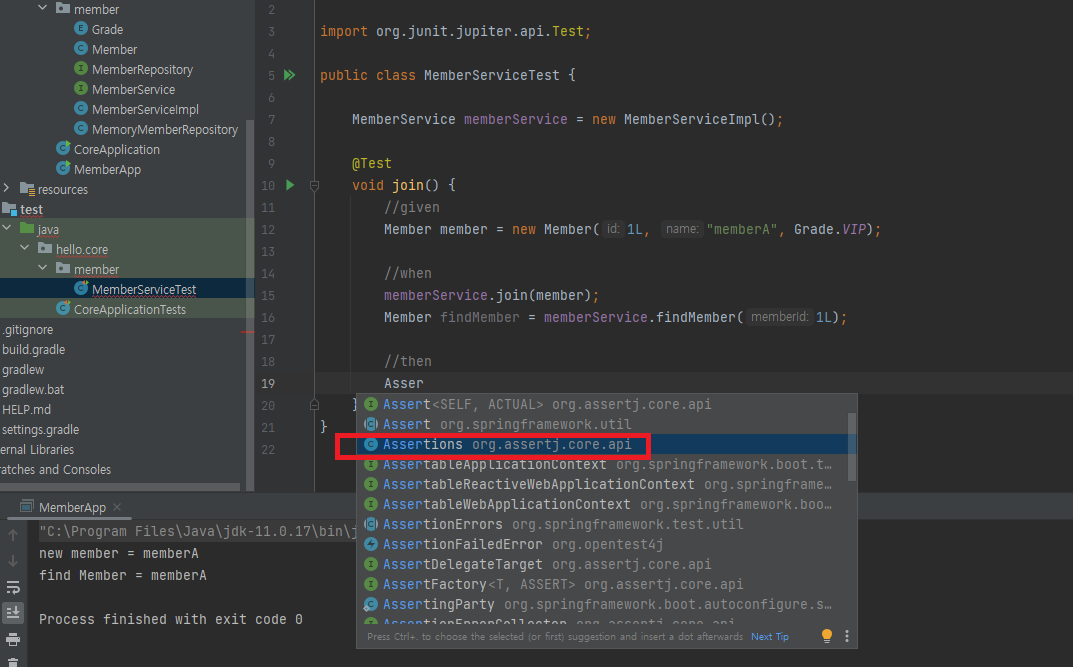 member
Grade
Member
MemberRepository
MemberService
MemberServiceImpl
MemoryMemberRepository
CoreApplication
MemberApp
resources
test
java
hello.core
member
MemberServiceTest
CoreApplicationTests
.gitignore
build.gradle
gradlew
gradlew.bat
HELP.md
settings.gradle
ernal Libraries
ratches and Consoles
2
3 import org.junit.jupiter.api.Test;
4
5 public class MemberServiceTest {
6
7 MemberService memberService = new MemberServiceImpl();
8
9 @Test
10 void join() {
11 //given
12 Member member = new Member( id: 1L, name: "memberA", Grade.VIP);
13
14 //when
15 memberService.join(member);
16 Member findMember = memberService.findMember( memberId: 1L);
17
18 //then
19 Asser
20 }
21 }
22
Assert<SELF, ACTUAL> org.assertj.core.api
Assert org.springframework.util
Assertions org.assertj.core.api
AssertableApplicationContext org.springframework.boot.t…
AssertableReactiveWebApplicationContext org.springframe…
AssertableWebApplicationContext org.springframework.boo…
AssertionErrors org.springframework.test.util
AssertionFailedError org.opentest4j
AssertDelegateTarget org.assertj.core.api
AssertFactory<T, ASSERT> org.assertj.core.api
AssertingParty org.springframework.boot.autoconfigure.s…
AssertionErrorCollector org.assertj.core.api
Press Ctrl+. to choose the selected (or first) suggestion and insert a dot afterwards Next Tip
MemberApp
"C:\Program Files\Java\jdk-11.0.17\bin\j
new member = memberA
find Member = memberA
Process finished with exit code 0